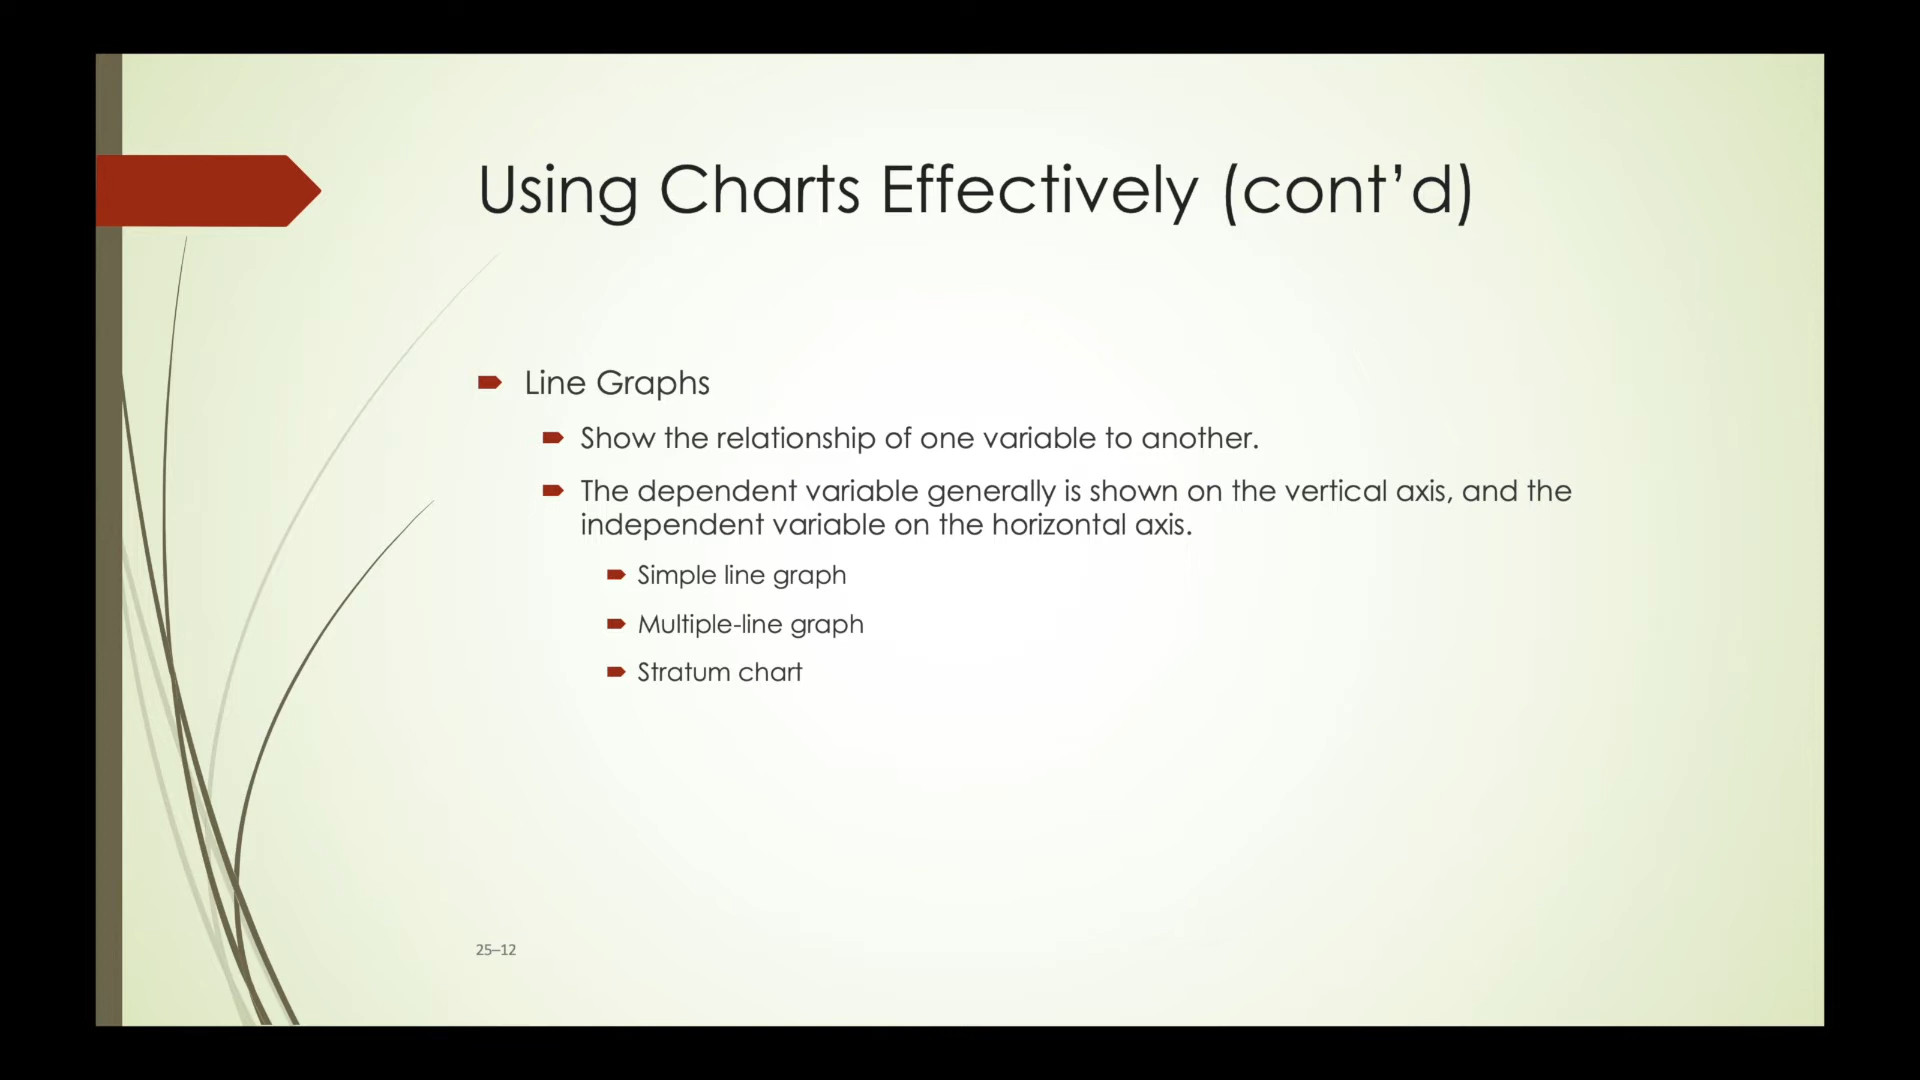 Using Charts Effectively (cont’d)
Line Graphs
Show the relationship of one variable to another.
The dependent variable generally is shown on the vertical axis, and the
independent variable on the horizontal axis.
Simple line graph
Multiple-line graph
Stratum chart
25–12